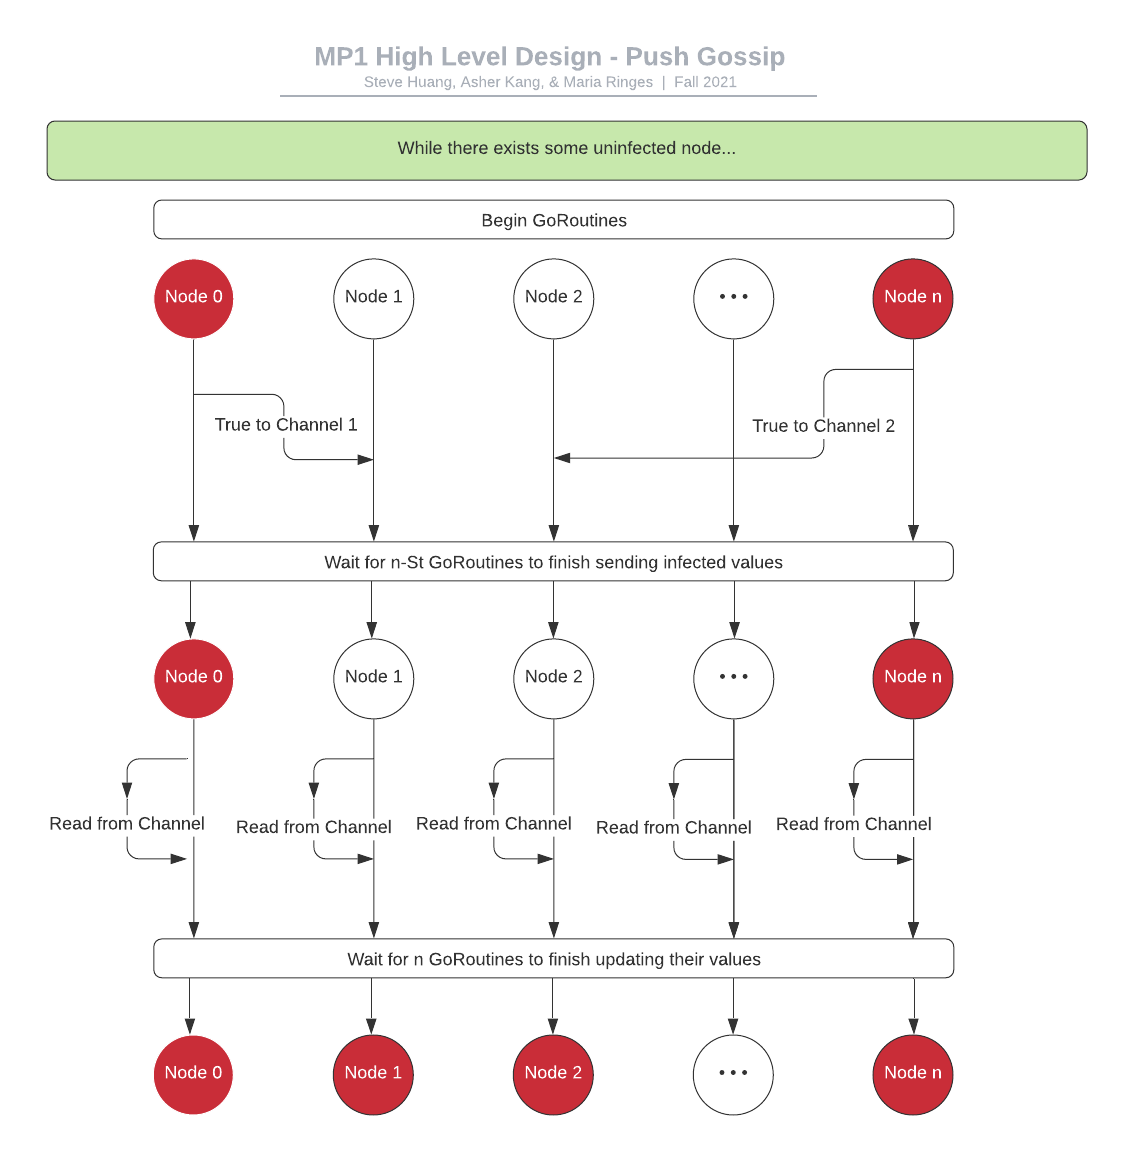 MP1 High Level Design - Push Gossip
Steve Huang, Asher Kang, & Maria Ringes | Fall 2021
While there exists some uninfected node...
Begin GoRoutines
Node 0
Node 1
Node 2
• • •
Node n
True to Channel 1
True to Channel 2
Wait for n-St GoRoutines to finish sending infected values
Node 0
Node 1
Node 2
• • •
Node n
Read from Channel
Read from Channel
Read from Channel
Read from Channel
Read from Channel
Wait for n GoRoutines to finish updating their values
Node 0
Node 1
Node 2
• • •
Node n